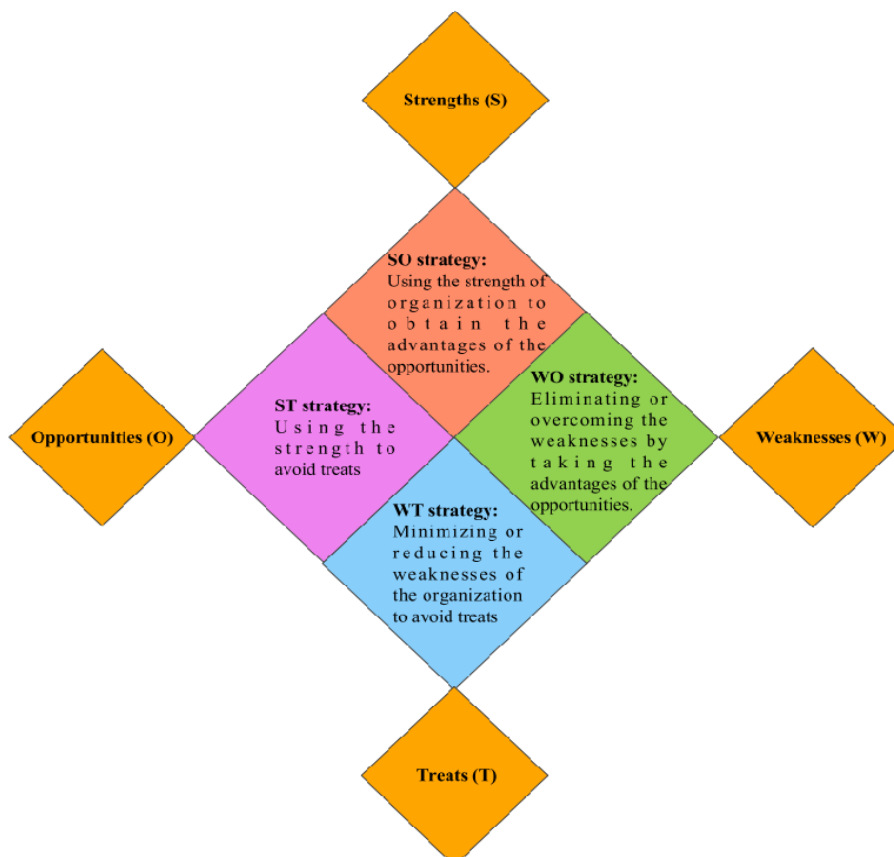 Strengths (S)
SO strategy:
Using the strength of
organization to
obtain the
advantages of the
opportunities.
Opportunities (O)
ST strategy:
Using the
strength to
avoid treats
WO strategy:
Eliminating or
overcoming the
weaknesses by
taking the
advantages of the
opportunities.
Weaknesses (W)
WT strategy:
Minimizing or
reducing the
weaknesses of
the organization
to avoid treats
Treats (T)